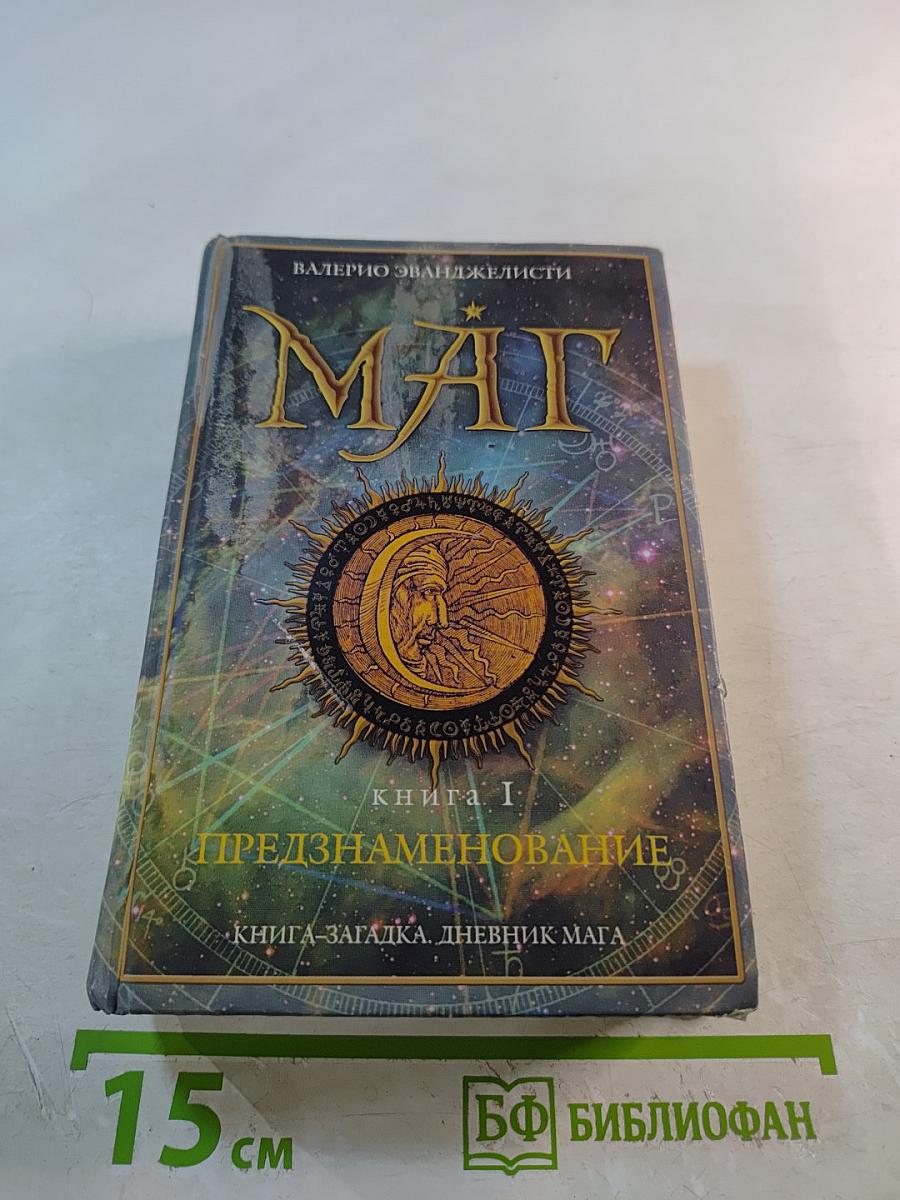 ВАЛЕРИО ЭВАНДЖЕЛИСТИ
МАГ
книга I
ПРЕДЗНАМЕНОВАНИЕ
КНИГА-ЗАГАДКА. ДНЕВНИК МАГА
15 см
БФ БИБЛИОФАН